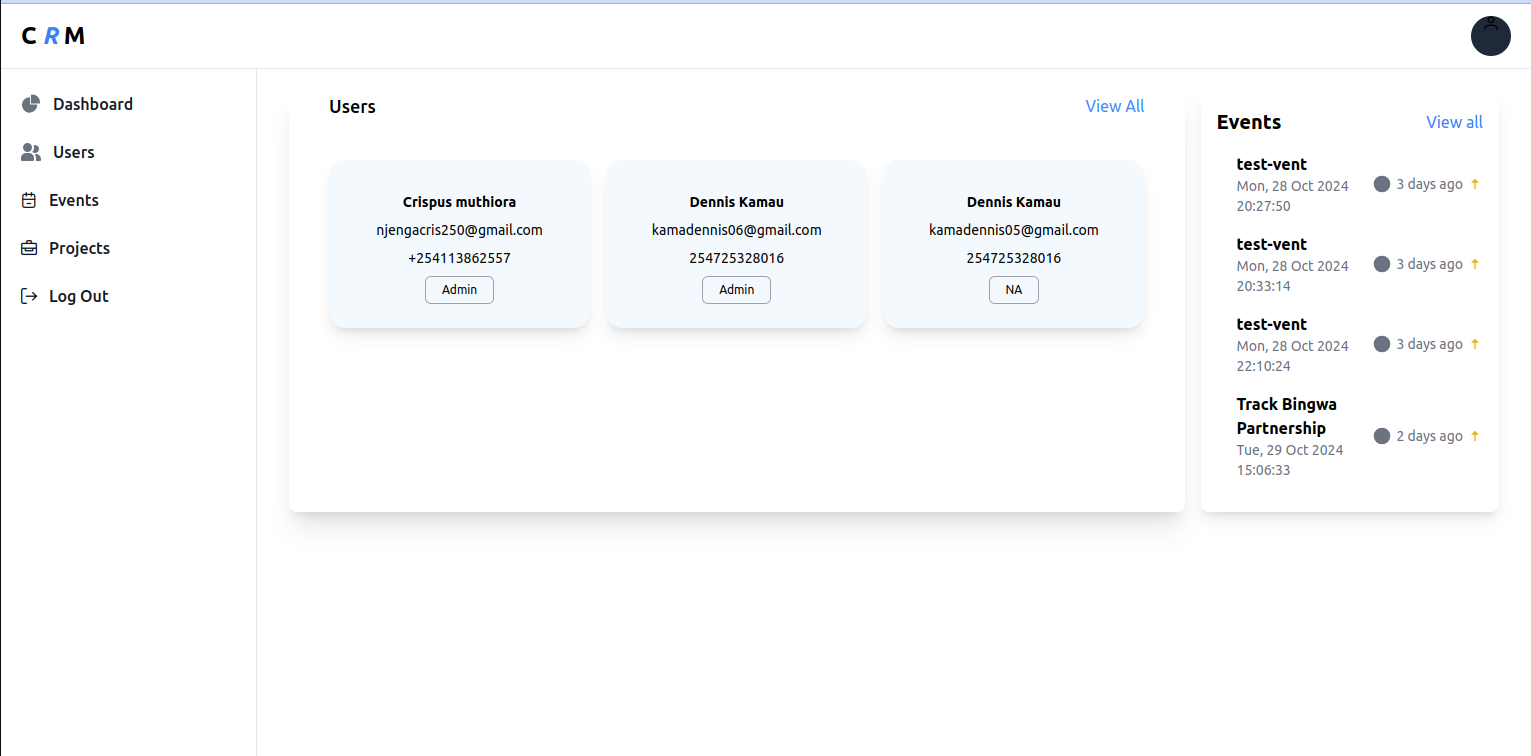 C R M
Dashboard
Users
Events
Projects
Log Out
Users
View All
Crispus muthiora
njengacris250@gmail.com
+254113862557
Admin
Dennis Kamau
kamadennis06@gmail.com
254725328016
Admin
Dennis Kamau
kamadennis05@gmail.com
254725328016
NA
Events
View all
test-vent
Mon, 28 Oct 2024
20:27:50
3 days ago
test-vent
Mon, 28 Oct 2024
20:33:14
3 days ago
test-vent
Mon, 28 Oct 2024
22:10:24
3 days ago
Track Bingwa
Partnership
Tue, 29 Oct 2024
15:06:33
2 days ago